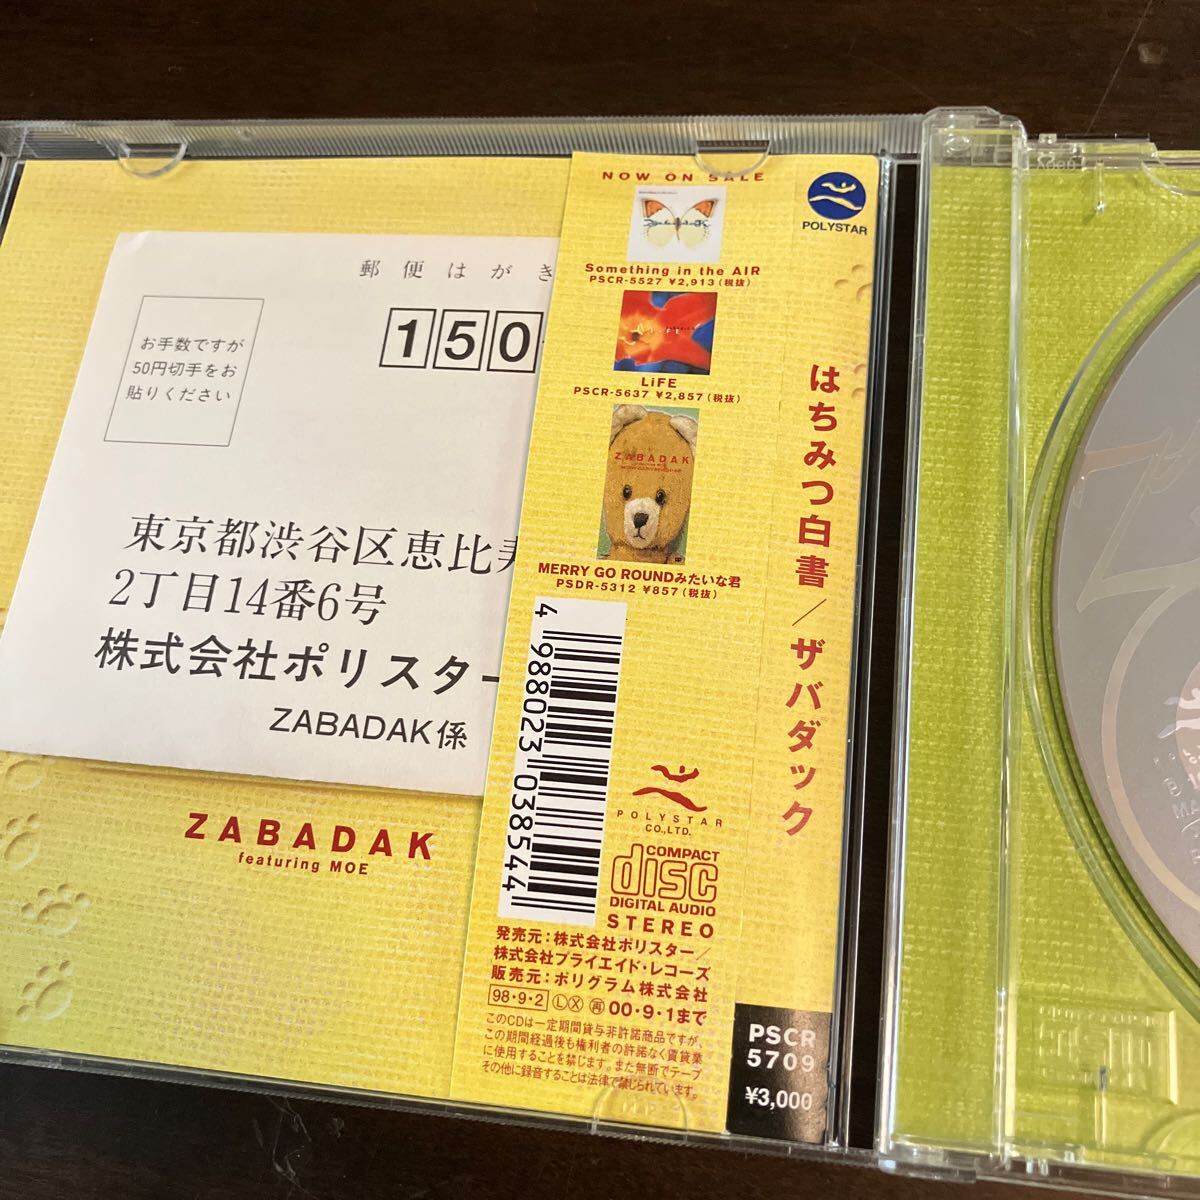 郵便はがき
お手数ですが
50円切手をお
貼りください
150
東京都渋谷区恵比寿
2丁目14番6号
株式会社ポリスター
ZABADAK係
ZABADAK
featuring MOE
NOW ON SALE
Something in the AIR
PSCR-5527 ¥2,913(税抜)
LiFE
PSCR-5637 ¥2,857(税抜)
ZABADAK
MERRY GO ROUNDみたいな君
PSDR-5312 ¥857(税抜)
4 988023 038544
POLYSTAR
CO.,LTD.
COMPACT
disc
DIGITAL AUDIO
STEREO
発売元:株式会社ポリスター/
株式会社ブライエイド・レコーズ
販売元:ポリグラム株式会社
98・9・2 Ⓛ Ⓧ 再 00・9・1まで
このCDは一定期間貸与非許諾商品ですが、
この期間経過後も権利者の許諾なく賃貸業
に使用することを禁じます。また無断でテープ
その他に録音することは法律で禁じられています。
POLYSTAR
はちみつ白書/ザバダック
PSCR
5709
¥3,000